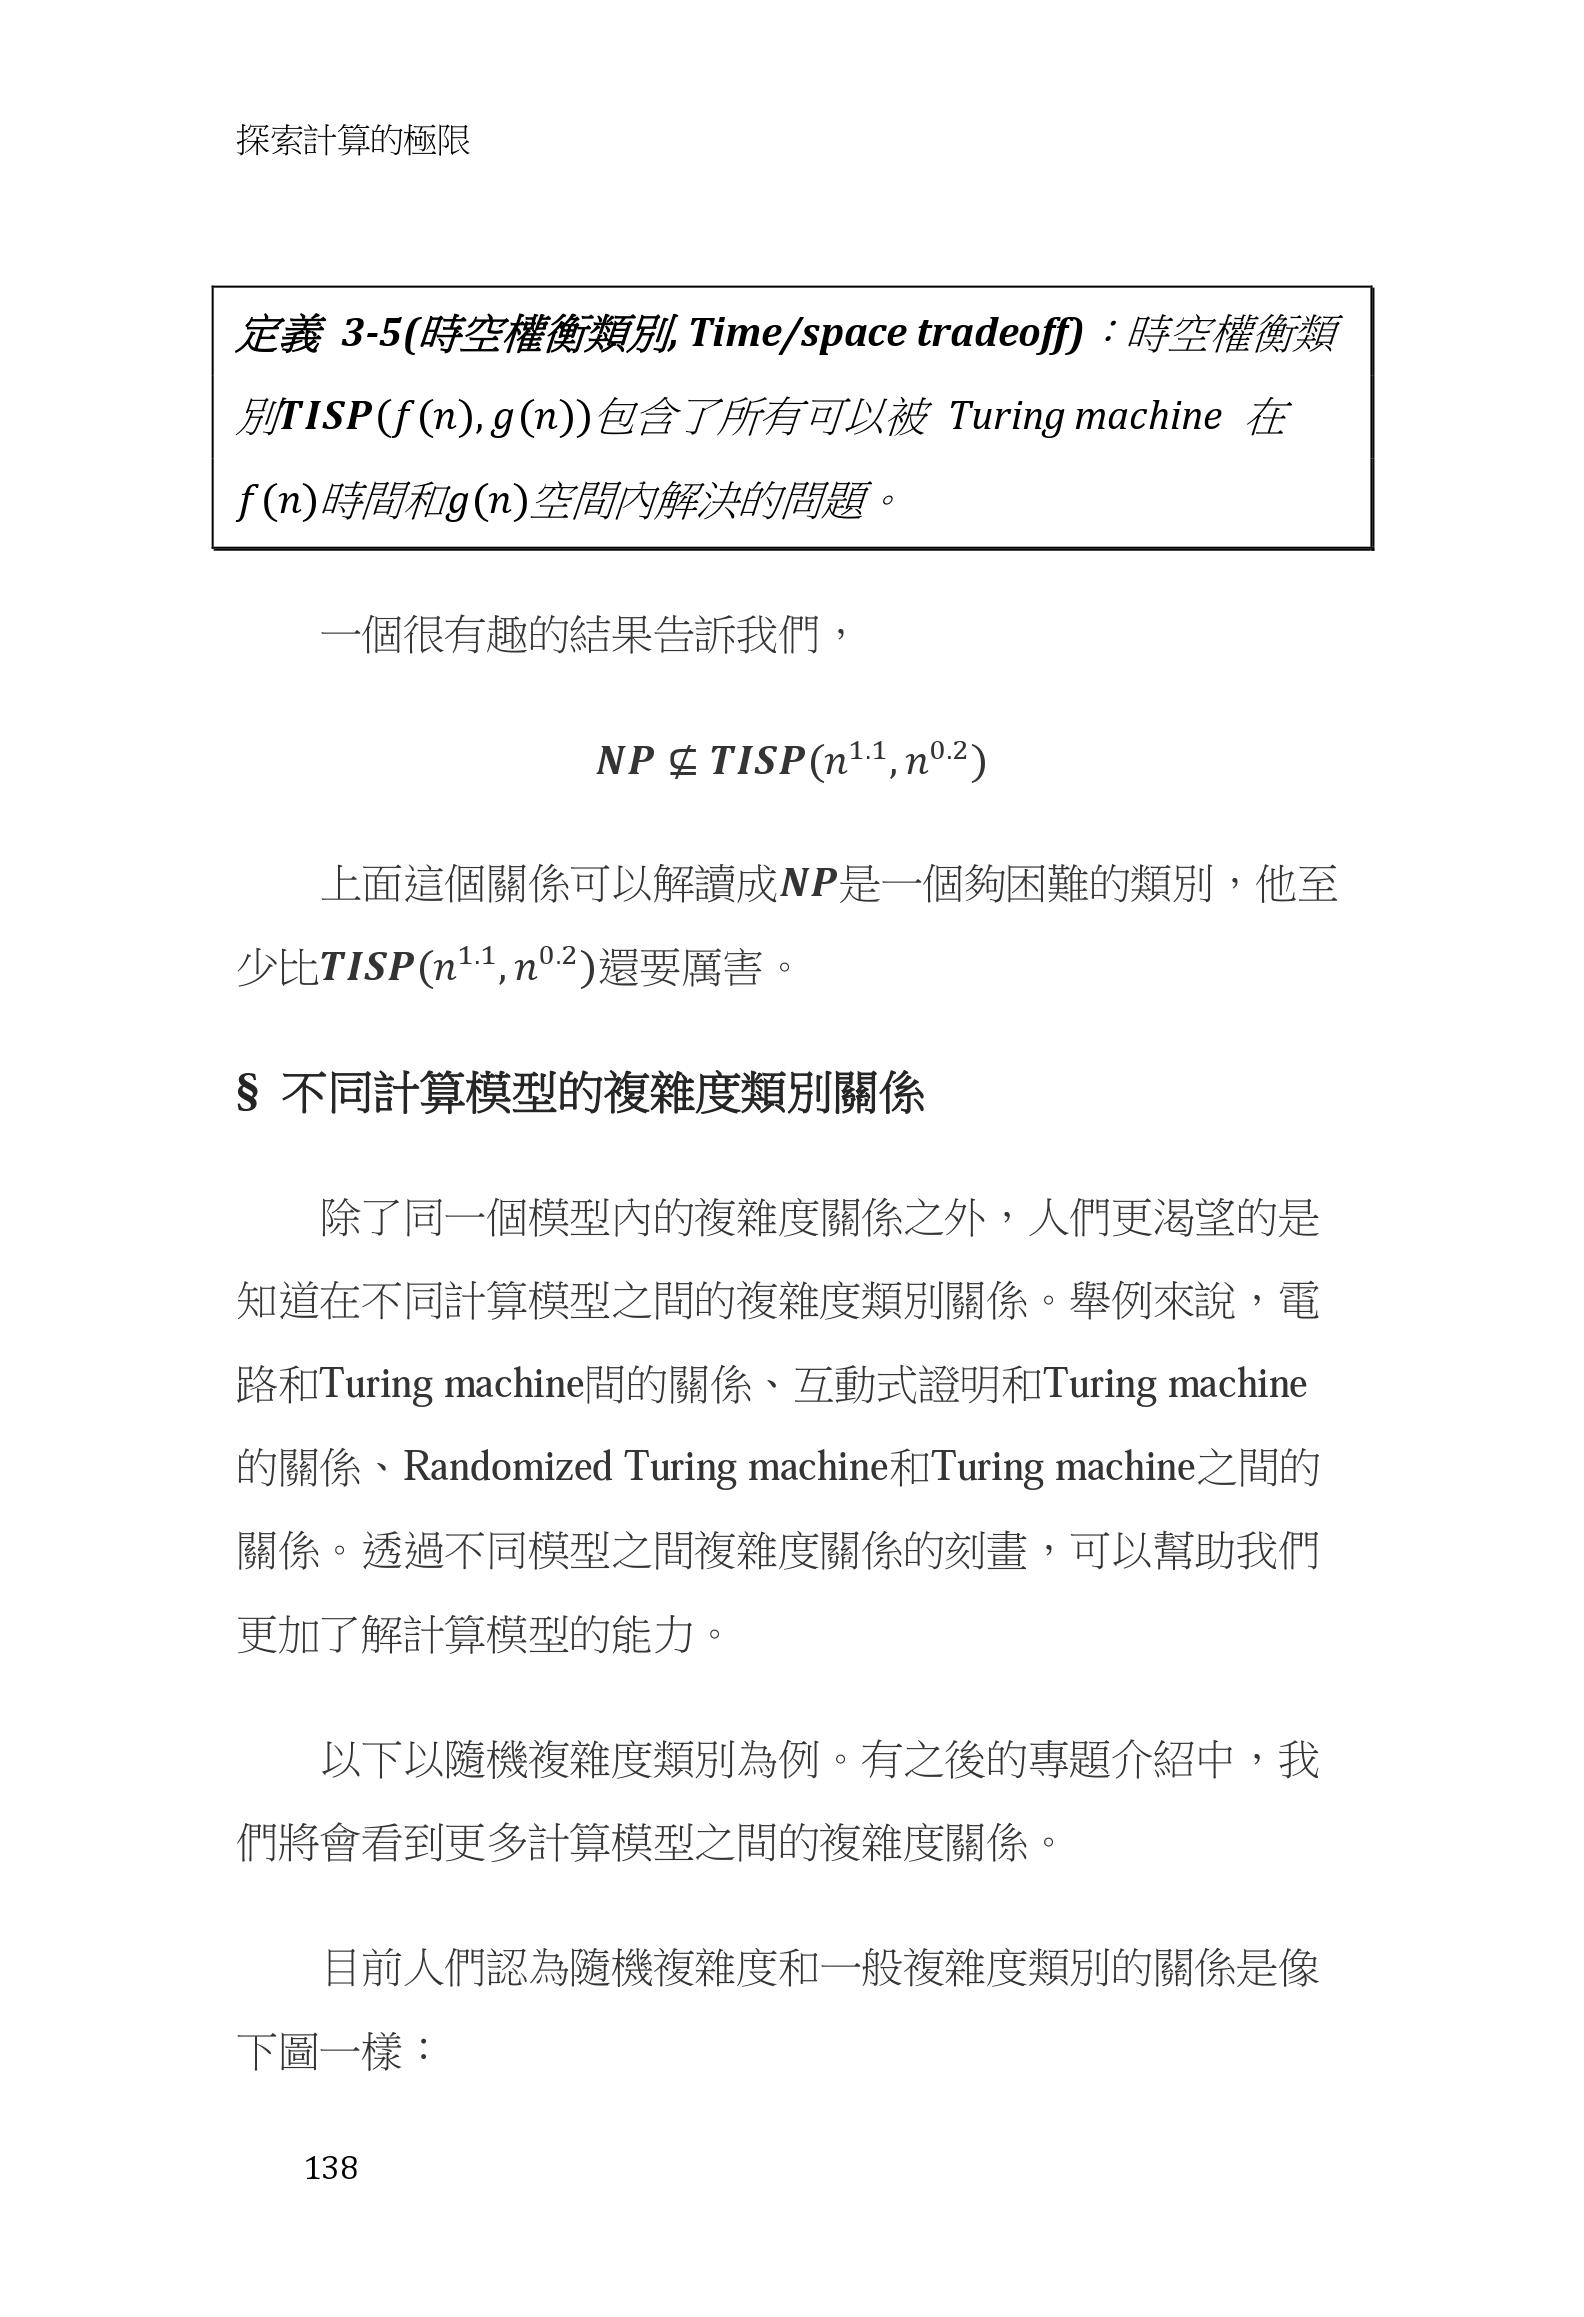 探索計算的極限
定義 3-5(時空權衡類別, Time/space tradeoff)：時空權衡類
別TISP(f(n), g(n))包含了所有可以被 Turing machine 在
f(n)時間和g(n)空間內解決的問題。
一個很有趣的結果告訴我們，
NP ⊈ TISP(n^1.1, n^0.2)
上面這個關係可以解讀成NP是一個夠困難的類別，他至
少比TISP(n^1.1, n^0.2)還要厲害。
§ 不同計算模型的複雜度類別關係
除了同一個模型內的複雜度關係之外，人們更渴望的是
知道在不同計算模型之間的複雜度類別關係。舉例來說，電
路和Turing machine間的關係、互動式證明和Turing machine
的關係、Randomized Turing machine和Turing machine之間的
關係。透過不同模型之間複雜度關係的刻畫，可以幫助我們
更加了解計算模型的能力。
以下以隨機複雜度類別為例。有之後的專題介紹中，我
們將會看到更多計算模型之間的複雜度關係。
目前人們認為隨機複雜度和一般複雜度類別的關係是像
下圖一樣：
138